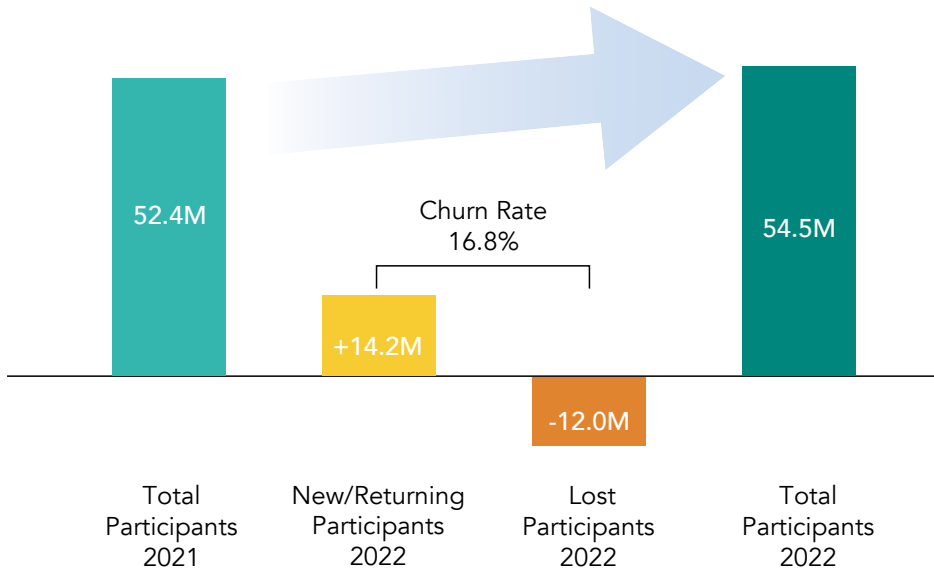 52.4M
Churn Rate
16.8%
54.5M
+14.2M
-12.0M
Total
Participants
2021
New/Returning
Participants
2022
Lost
Participants
2022
Total
Participants
2022